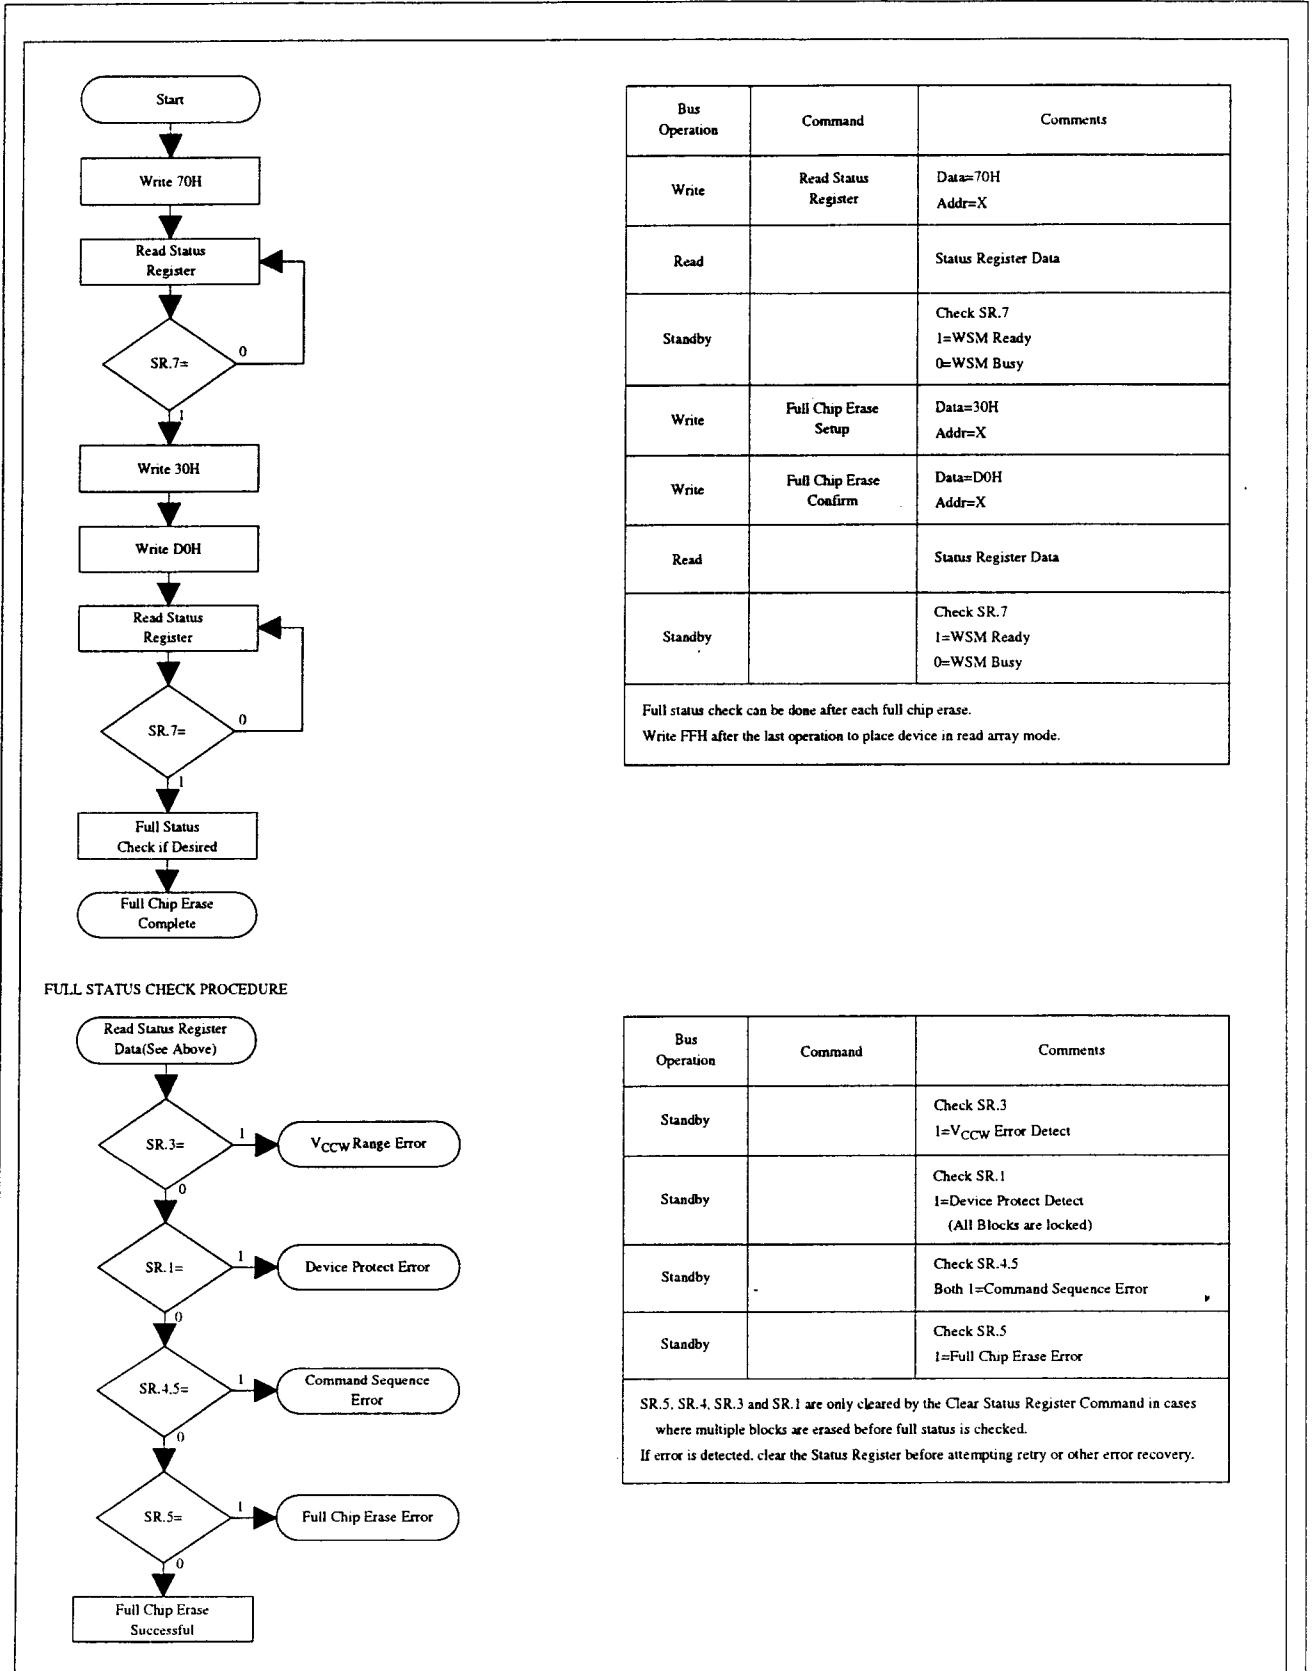 Start
Write 70H
Read Status
Register
SR.7=
0
1
Write 30H
Write D0H
Read Status
Register
SR.7=
0
1
Full Status
Check if Desired
Full Chip Erase
Complete
Bus
Operation
Command
Comments
Write
Read Status
Register
Data=70H
Addr=X
Read
Status Register Data
Standby
Check SR.7
1=WSM Ready
0=WSM Busy
Write
Full Chip Erase
Setup
Data=30H
Addr=X
Write
Full Chip Erase
Confirm
Data=D0H
Addr=X
Read
Status Register Data
Standby
Check SR.7
1=WSM Ready
0=WSM Busy
Full status check can be done after each full chip erase.
Write FFH after the last operation to place device in read array mode.
FULL STATUS CHECK PROCEDURE
Read Status Register
Data(See Above)
SR.3=
1
VCCW Range Error
0
SR.1=
1
Device Protect Error
0
SR.4,5=
1
Command Sequence
Error
0
SR.5=
1
Full Chip Erase Error
0
Full Chip Erase
Successful
Bus
Operation
Command
Comments
Standby
Check SR.3
1=VCCW Error Detect
Standby
Check SR.1
1=Device Protect Detect
(All Blocks are locked)
Standby
Check SR.4,5
Both 1=Command Sequence Error
Standby
Check SR.5
1=Full Chip Erase Error
SR.5, SR.4, SR.3 and SR.1 are only cleared by the Clear Status Register Command in cases
where multiple blocks are erased before full status is checked.
If error is detected, clear the Status Register before attempting retry or other error recovery.